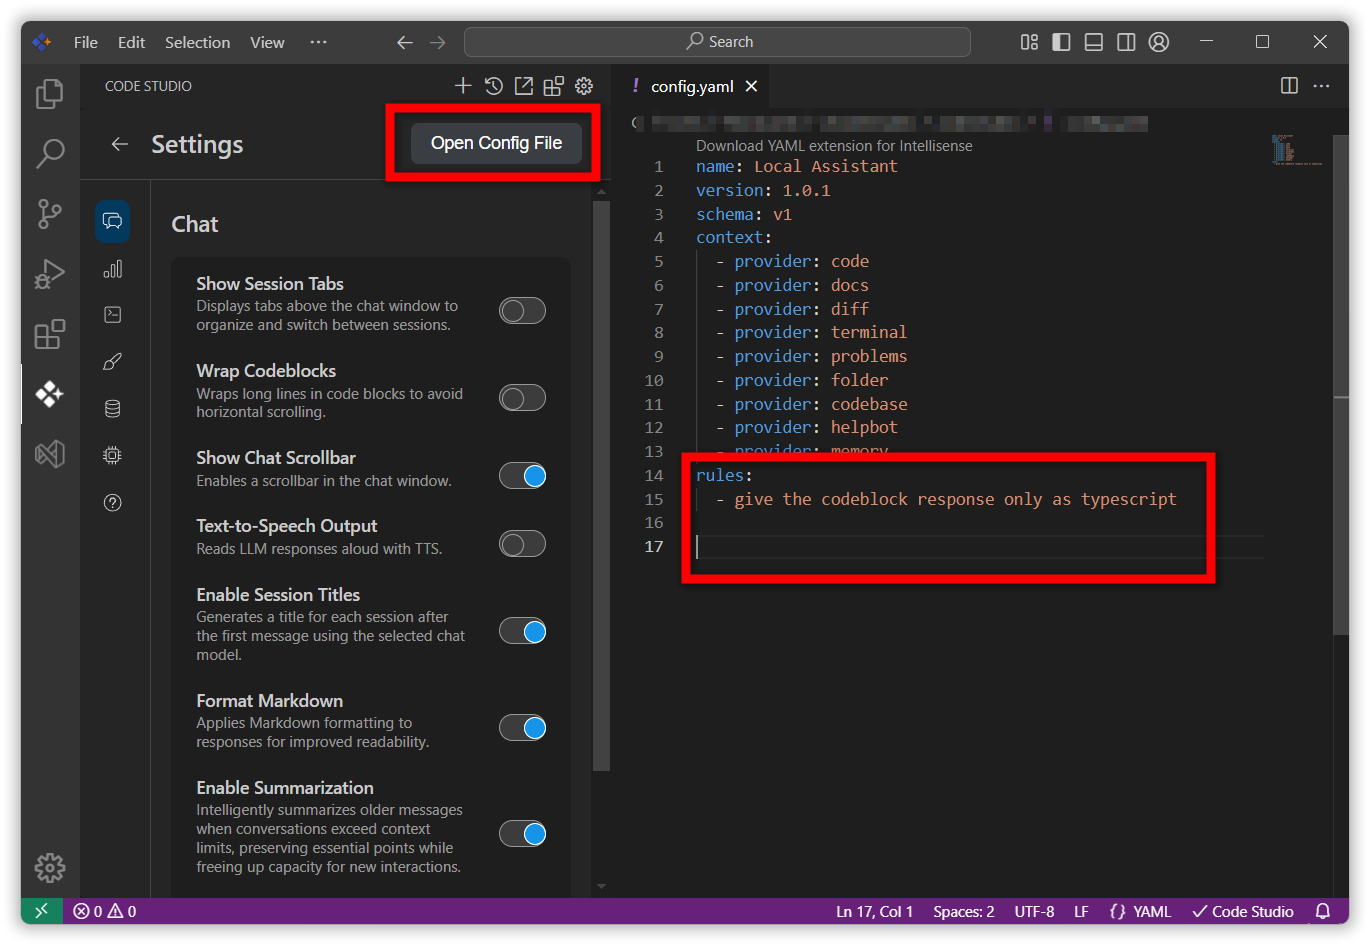 File Edit Selection View ··· Search
CODE STUDIO
Settings
Open Config File
Chat
Show Session Tabs
Displays tabs above the chat window to
organize and switch between sessions.
Wrap Codeblocks
Wraps long lines in code blocks to avoid
horizontal scrolling.
Show Chat Scrollbar
Enables a scrollbar in the chat window.
Text-to-Speech Output
Reads LLM responses aloud with TTS.
Enable Session Titles
Generates a title for each session after
the first message using the selected chat
model.
Format Markdown
Applies Markdown formatting to
responses for improved readability.
Enable Summarization
Intelligently summarizes older messages
when conversations exceed context
limits, preserving essential points while
freeing up capacity for new interactions.
! config.yaml
Download YAML extension for Intellisense
1 name: Local Assistant
2 version: 1.0.1
3 schema: v1
4 context:
5 - provider: code
6 - provider: docs
7 - provider: diff
8 - provider: terminal
9 - provider: problems
10 - provider: folder
11 - provider: codebase
12 - provider: helpbot
13 - provider: memory
14 rules:
15 - give the codeblock response only as typescript
16
17
0 0 Ln 17, Col 1 Spaces: 2 UTF-8 LF {} YAML Code Studio